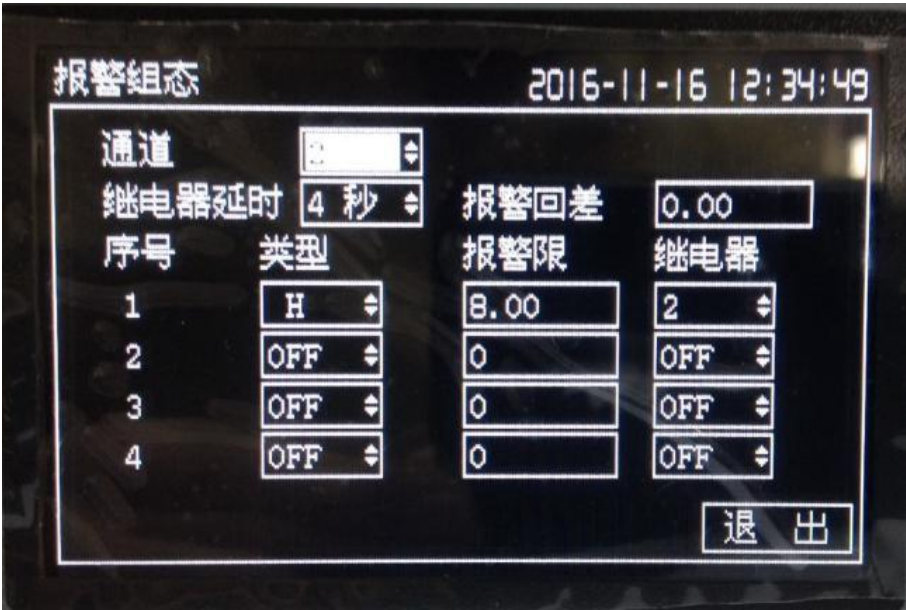 报警组态 2016-11-16 12:34:49
通道
继电器延时 4 秒 报警回差 0.00
序号 类型 报警限 继电器
1 H 8.00 2
2 OFF 0 OFF
3 OFF 0 OFF
4 OFF 0 OFF
退 出